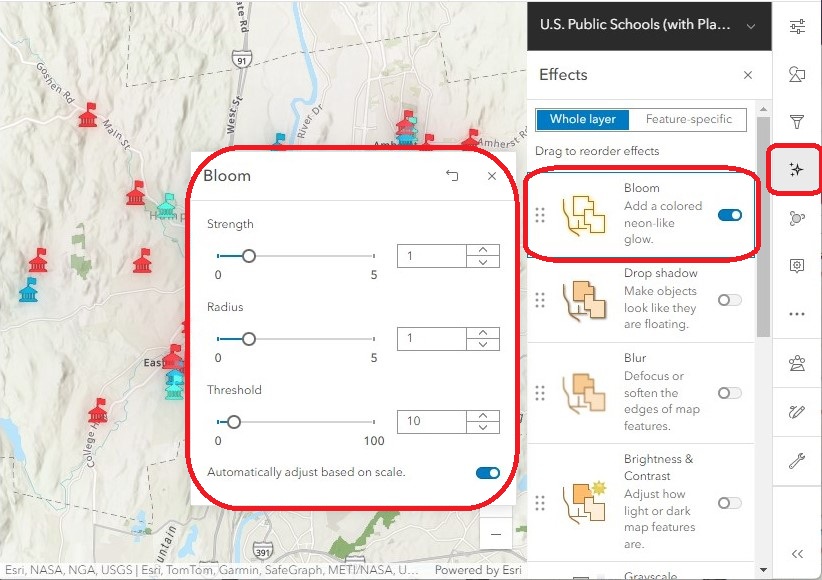 U.S. Public Schools (with Pla...
Effects
Whole layer
Feature-specific
Drag to reorder effects
Bloom
Add a colored
neon-like
glow.
Drop shadow
Make objects
look like they
are floating.
Blur
Defocus or
soften the
edges of map
features.
Brightness &
Contrast
Adjust how
light or dark
map features
are.
Grayscale
Bloom
Strength
1
0
5
Radius
1
0
5
Threshold
10
0
100
Automatically adjust based on scale.
91
Goshen Rd
Main St
West St
River Dr
Amherst Rd
East
College H
391
untain
Esri, NASA, NGA, USGS | Esri, TomTom, Garmin, SafeGraph, METI/NASA, U...
Powered by Esri